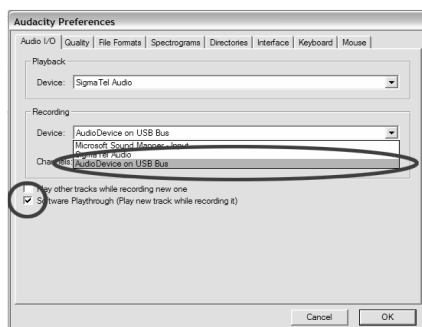 Audacity Preferences
Audio I/O Quality File Formats Spectrograms Directories Interface Keyboard Mouse
Playback
Device: SigmaTel Audio
Recording
Device: AudioDevice on USB Bus
Microsoft Sound Mapper - Input
SigmaTel Audio
Channels: AudioDevice on USB Bus
Play other tracks while recording new one
Software Playthrough (Play new track while recording it)
Cancel OK